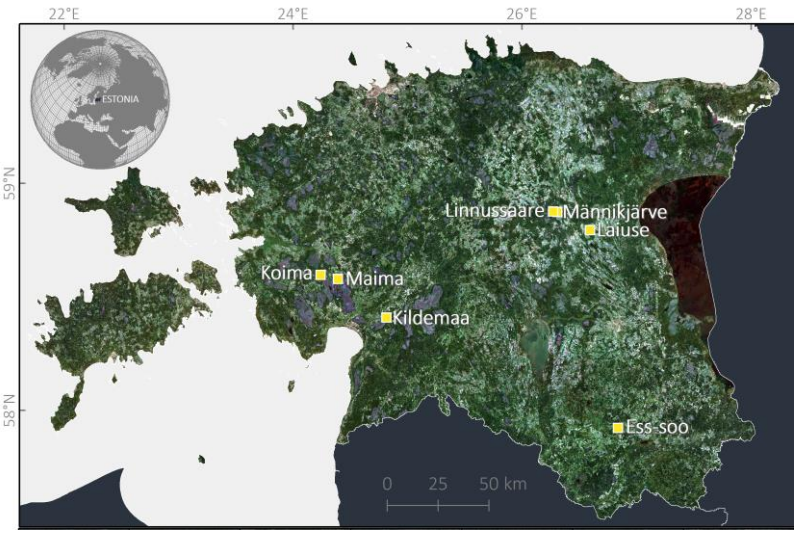 22°E 24°E 26°E 28°E
ESTONIA
59°N
Linnussaare Männikjärve
Laiuse
Koima Maima
Kildemaa
58°N
Ess-soo
0 25 50 km